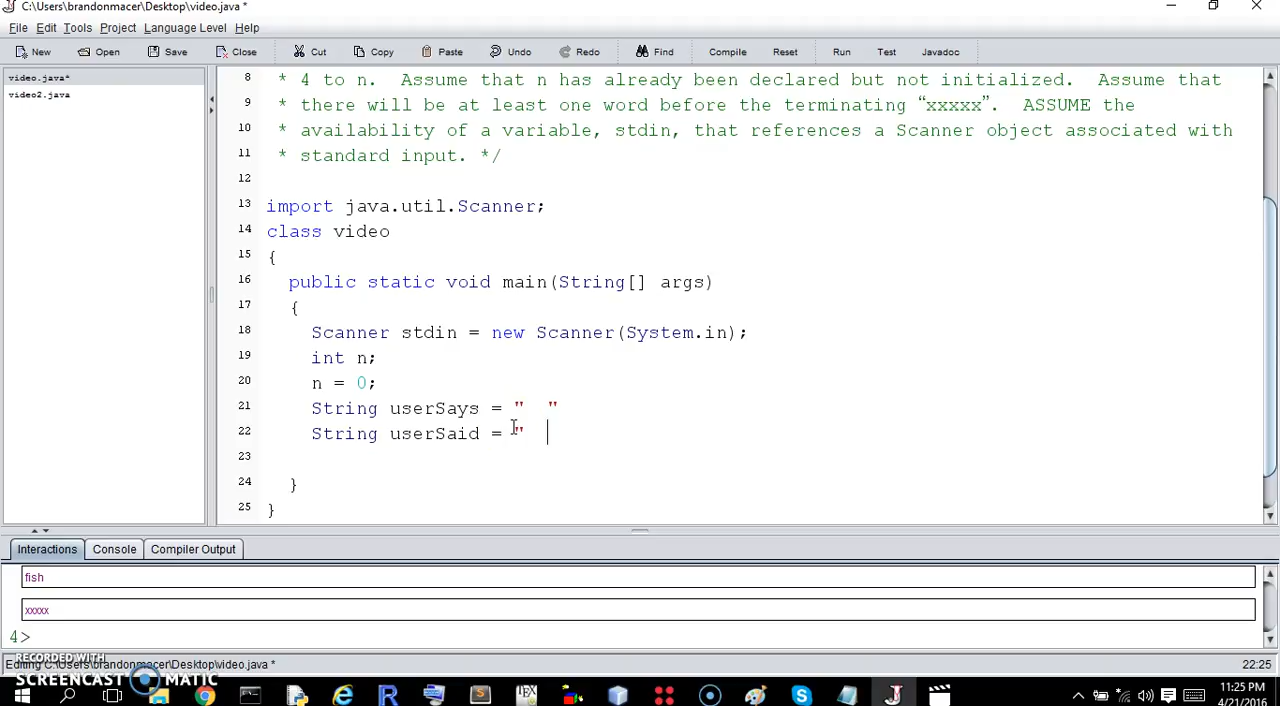 C:\Users\brandonmacer\Desktop\video.java *
File Edit Tools Project Language Level Help
New Open Save Close Cut Copy Paste Undo Redo Find Compile Reset Run Test Javadoc
video.java*
video2.java
8 * 4 to n.  Assume that n has already been declared but not initialized.  Assume that
9 * there will be at least one word before the terminating “xxxxx”.  ASSUME the
10 * availability of a variable, stdin, that references a Scanner object associated with
11 * standard input. */
12
13 import java.util.Scanner;
14 class video
15 {
16 public static void main(String[] args)
17 {
18 Scanner stdin = new Scanner(System.in);
19 int n;
20 n = 0;
21 String userSays = "  "
22 String userSaid = "
23
24 }
25 }
Interactions Console Compiler Output
fish
xxxxx
4>
Editing C:\Users\brandonmacer\Desktop\video.java * 22:25
RECORDED WITH
SCREENCAST MATIC
11:25 PM
4/21/2016